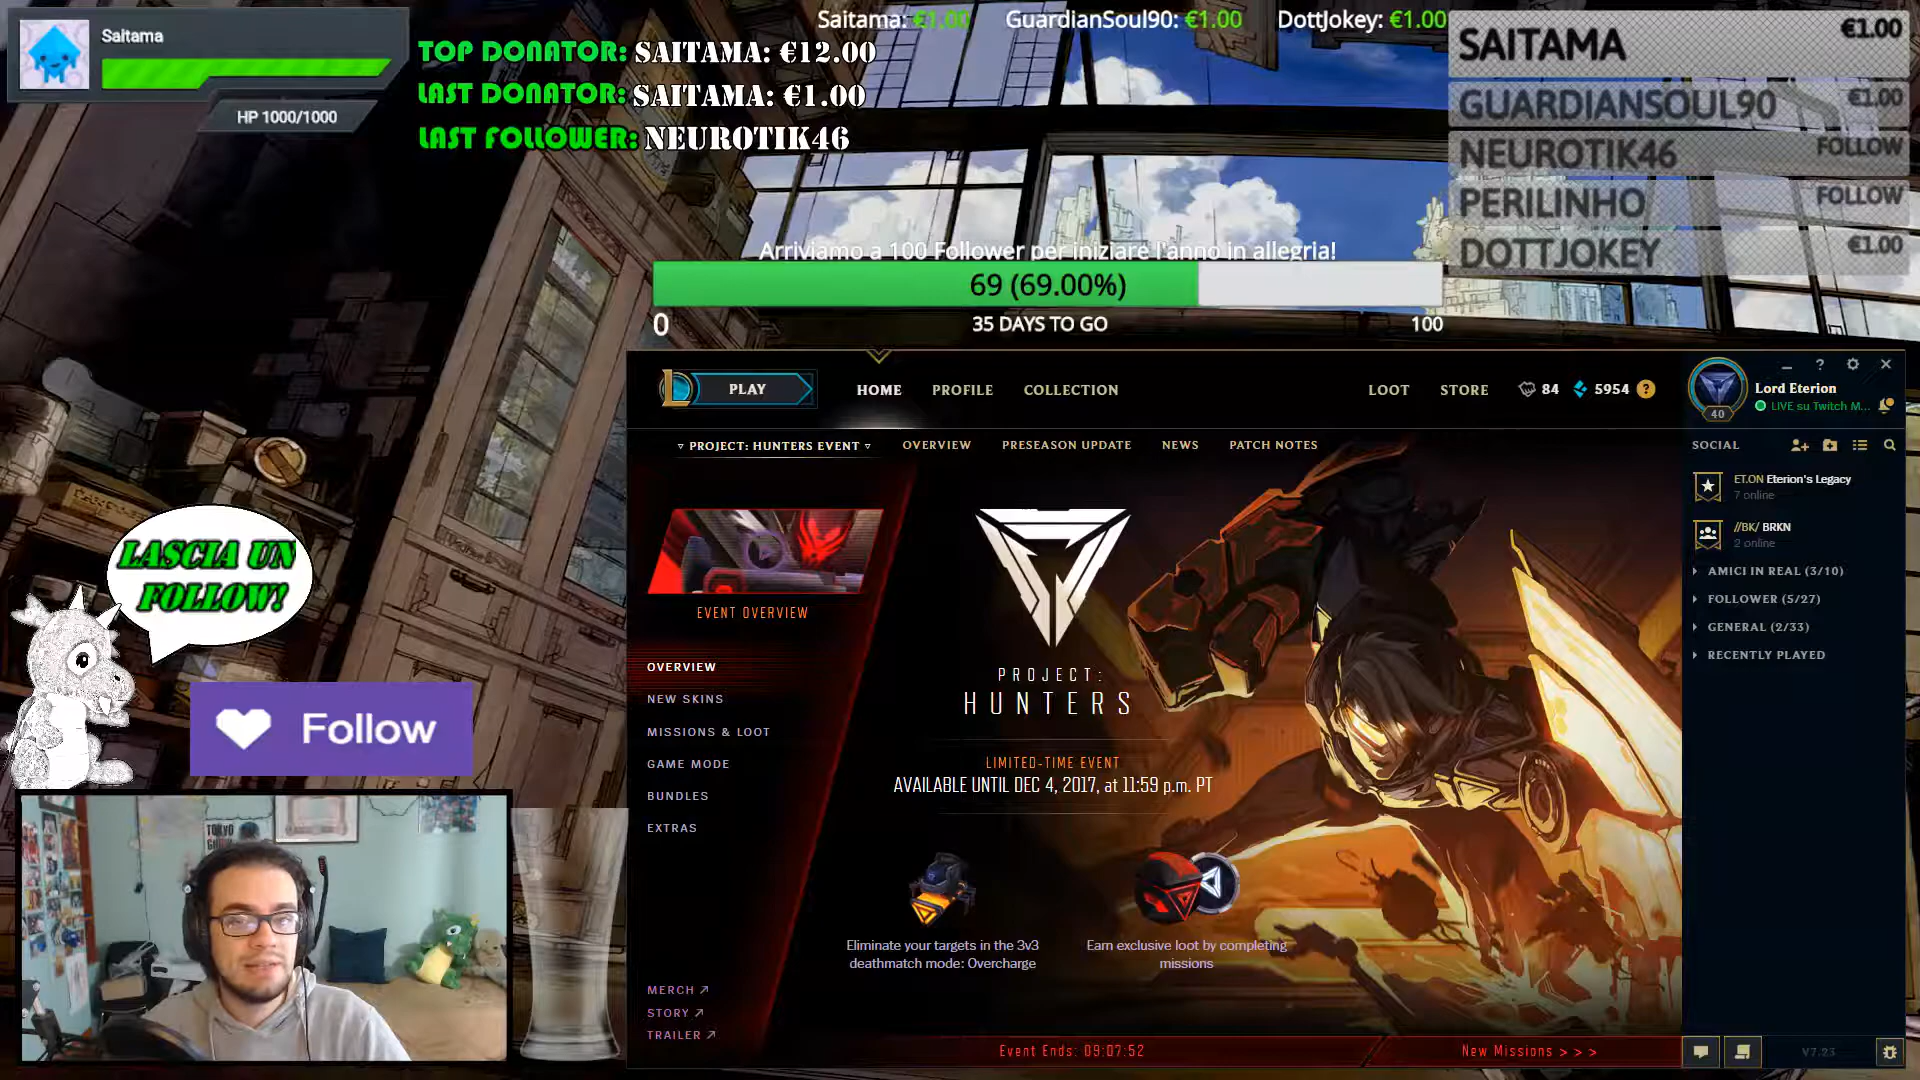 Saitama
HP 1000/1000
Saitama: €1.00 GuardianSoul90: €1.00 DottJokey: €1.00
TOP DONATOR: SAITAMA: €12.00
LAST DONATOR: SAITAMA: €1.00
LAST FOLLOWER: NEUROTIK46
SAITAMA €1.00
GUARDIANSOUL90 €1.00
NEUROTIK46 FOLLOW
PERILINHO FOLLOW
DOTTJOKEY €1.00
Arriviamo a 100 Follower per iniziare l'anno in allegria!
69 (69.00%)
0 35 DAYS TO GO 100
PLAY HOME PROFILE COLLECTION LOOT STORE 84 5954 ?
?
Lord Eterion
LIVE su Twitch M...
40
PROJECT: HUNTERS EVENT OVERVIEW PRESEASON UPDATE NEWS PATCH NOTES
SOCIAL
ET.ON Eterion's Legacy
7 online
//BK/ BRKN
2 online
AMICI IN REAL (3/10)
FOLLOWER (5/27)
GENERAL (2/33)
RECENTLY PLAYED
EVENT OVERVIEW
OVERVIEW
NEW SKINS
MISSIONS & LOOT
GAME MODE
BUNDLES
EXTRAS
MERCH
STORY
TRAILER
PROJECT:
HUNTERS
LIMITED-TIME EVENT
AVAILABLE UNTIL DEC 4, 2017, at 11:59 p.m. PT
Eliminate your targets in the 3v3
deathmatch mode: Overcharge
Earn exclusive loot by completing
missions
Event Ends: 09:07:52
New Missions > > >
V7.23
LASCIA UN
FOLLOW!
Follow
TOKYO